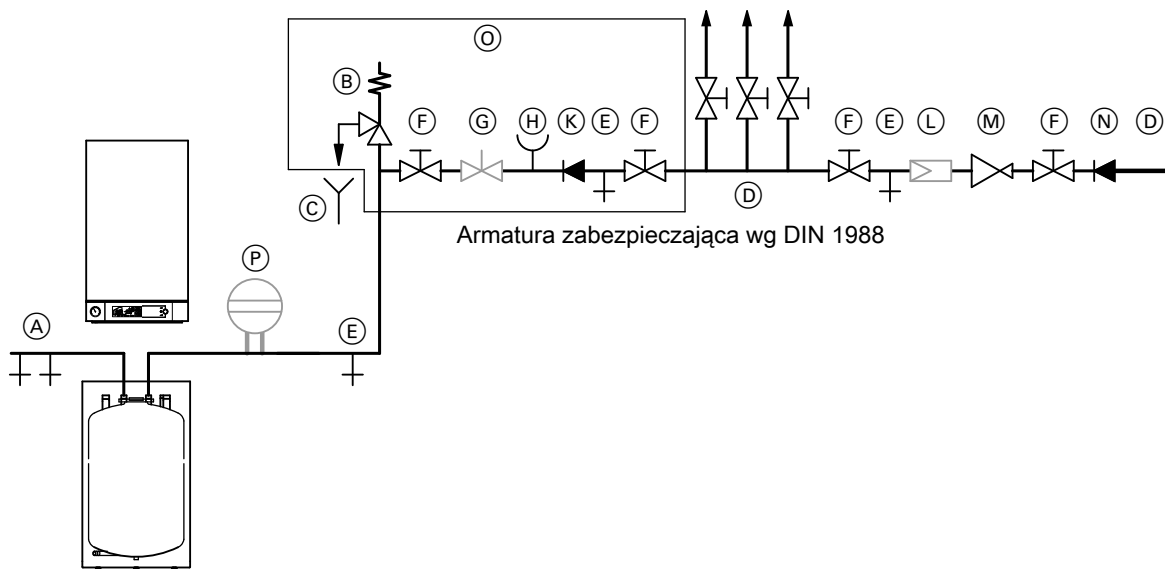 O
B
F G H K E F F E L M F N D
C D
Armatura zabezpieczająca wg DIN 1988
P
A E